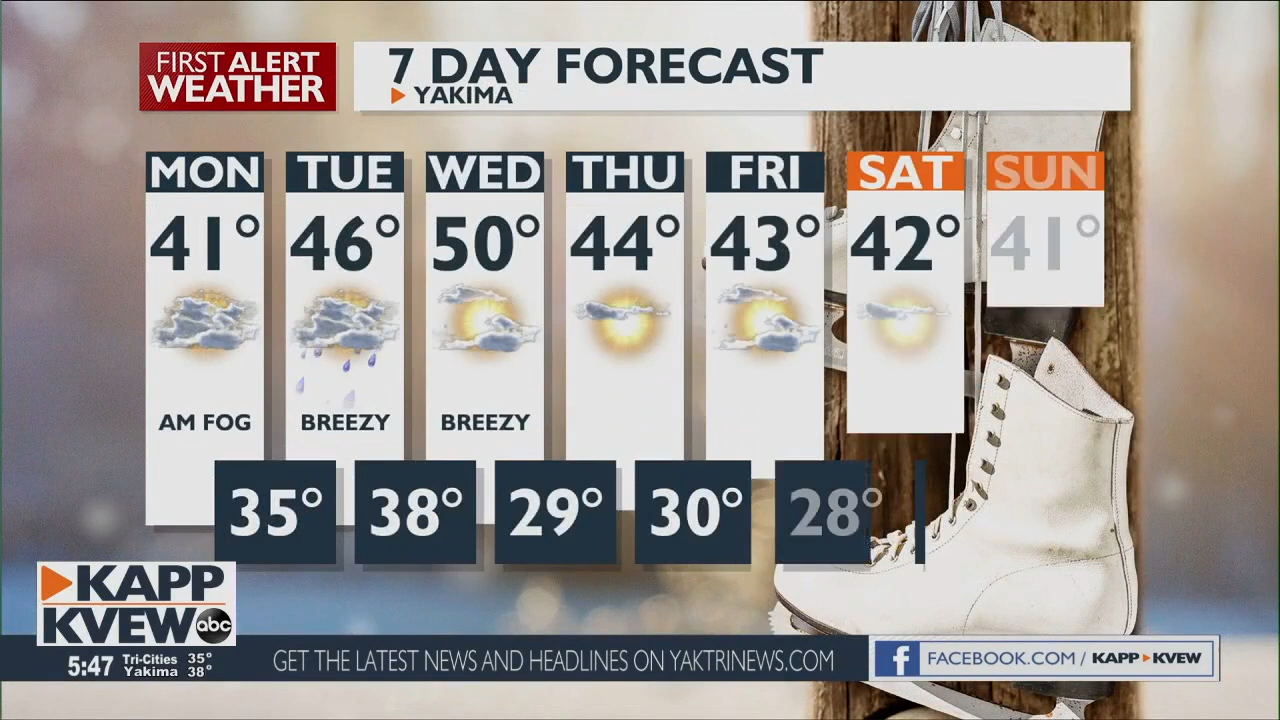 FIRST ALERT
WEATHER
7 DAY FORECAST
YAKIMA
MON TUE WED THU FRI SAT SUN
41° 46° 50° 44° 43° 42° 41°
AM FOG BREEZY BREEZY
35° 38° 29° 30° 28°
KAPP
KVEW abc
5:47 Tri-Cities 35°
Yakima 38°
GET THE LATEST NEWS AND HEADLINES ON YAKTRINEWS.COM
f FACEBOOK.COM / KAPP KVEW